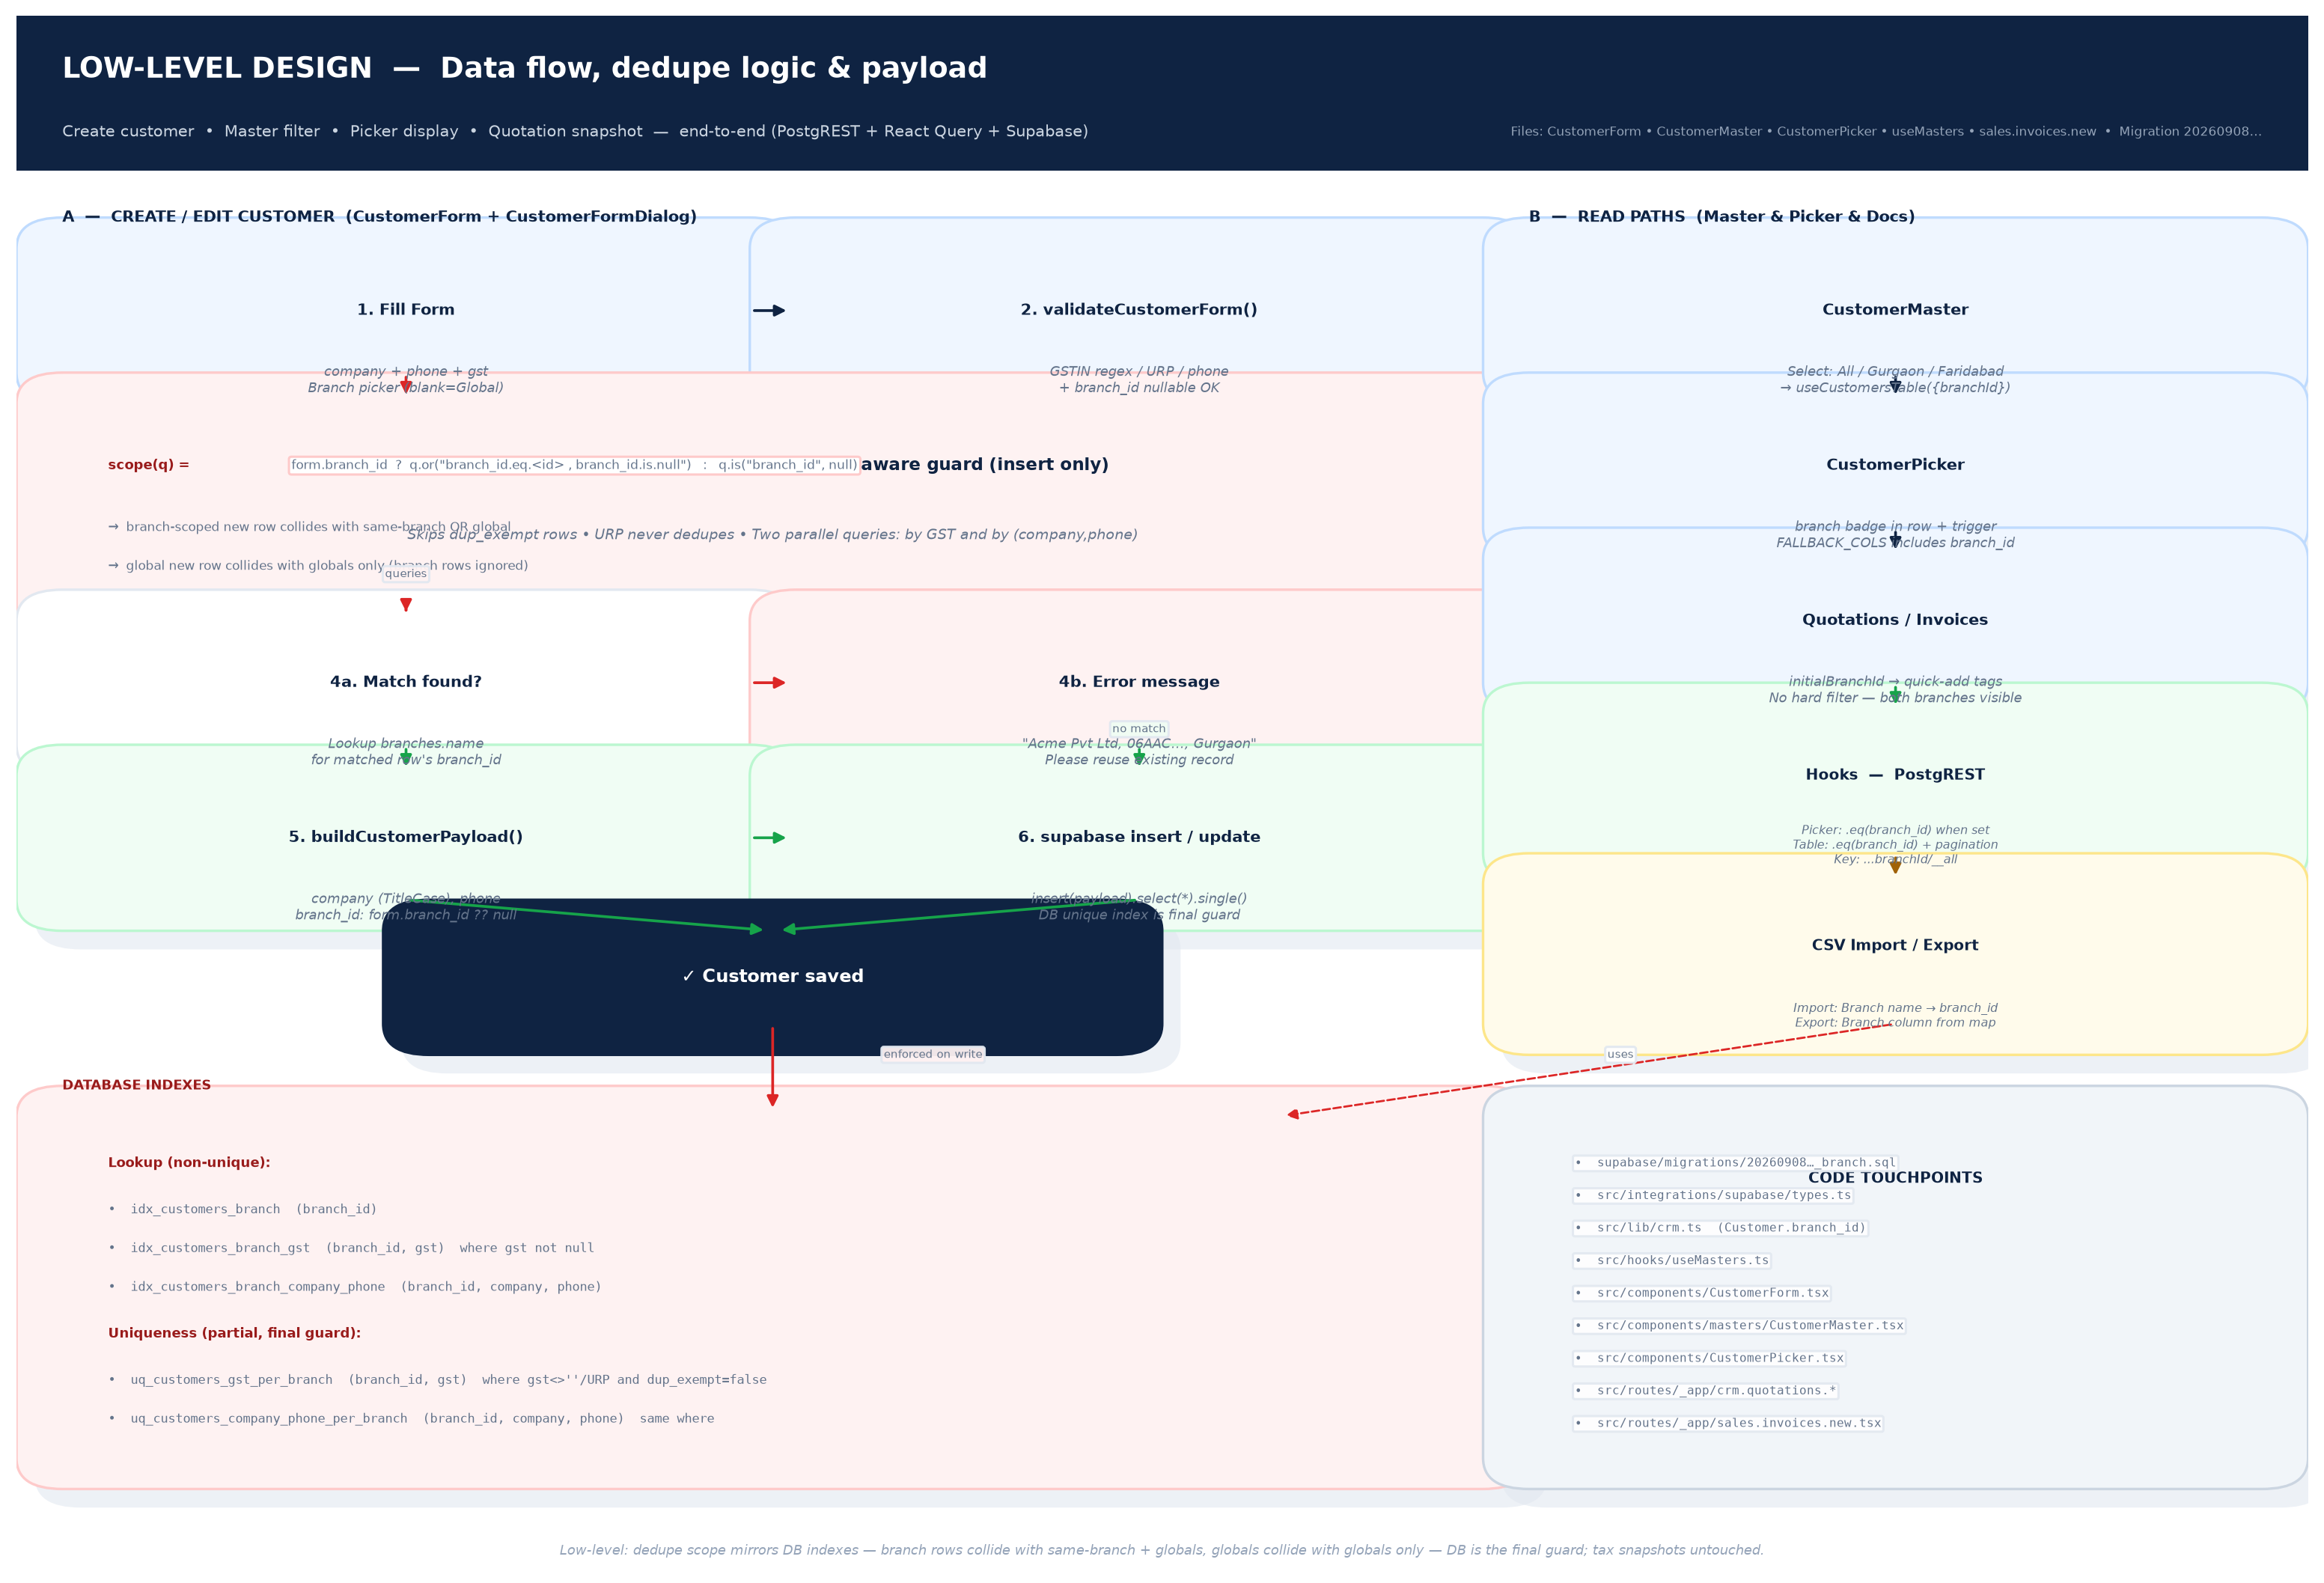 LOW-LEVEL DESIGN — Data flow, dedupe logic & payload
Create customer • Master filter • Picker display • Quotation snapshot — end-to-end (PostgREST + React Query + Supabase)
Files: CustomerForm • CustomerMaster • CustomerPicker • useMasters • sales.invoices.new • Migration 20260908…
A — CREATE / EDIT CUSTOMER (CustomerForm + CustomerFormDialog)
1. Fill Form
company + phone + gst
Branch picker (blank=Global)
2. validateCustomerForm()
GSTIN regex / URP / phone
+ branch_id nullable OK
scope(q) =
form.branch_id ? q.or("branch_id.eq.<id> , branch_id.is.null") : q.is("branch_id", null)
aware guard (insert only)
→ branch-scoped new row collides with same-branch OR global
Skips dup_exempt rows • URP never dedupes • Two parallel queries: by GST and by (company,phone)
→ global new row collides with globals only (branch rows ignored)
queries
4a. Match found?
Lookup branches.name
for matched row's branch_id
4b. Error message
no match
"Acme Pvt Ltd, 06AAC…, Gurgaon"
Please reuse existing record
5. buildCustomerPayload()
company (TitleCase), phone
branch_id: form.branch_id ?? null
6. supabase insert / update
insert(payload).select(*).single()
DB unique index is final guard
✓ Customer saved
enforced on write
B — READ PATHS (Master & Picker & Docs)
CustomerMaster
Select: All / Gurgaon / Faridabad
→ useCustomersTable({branchId})
CustomerPicker
branch badge in row + trigger
FALLBACK_COLS includes branch_id
Quotations / Invoices
initialBranchId → quick-add tags
No hard filter — both branches visible
Hooks — PostgREST
Picker: .eq(branch_id) when set
Table: .eq(branch_id) + pagination
Key: …branchId/__all
CSV Import / Export
Import: Branch name → branch_id
Export: Branch column from map
uses
DATABASE INDEXES
Lookup (non-unique):
• idx_customers_branch (branch_id)
• idx_customers_branch_gst (branch_id, gst) where gst not null
• idx_customers_branch_company_phone (branch_id, company, phone)
Uniqueness (partial, final guard):
• uq_customers_gst_per_branch (branch_id, gst) where gst<>''/URP and dup_exempt=false
• uq_customers_company_phone_per_branch (branch_id, company, phone) same where
CODE TOUCHPOINTS
• supabase/migrations/20260908…_branch.sql
• src/integrations/supabase/types.ts
• src/lib/crm.ts (Customer.branch_id)
• src/hooks/useMasters.ts
• src/components/CustomerForm.tsx
• src/components/masters/CustomerMaster.tsx
• src/components/CustomerPicker.tsx
• src/routes/_app/crm.quotations.*
• src/routes/_app/sales.invoices.new.tsx
Low-level: dedupe scope mirrors DB indexes — branch rows collide with same-branch + globals, globals collide with globals only — DB is the final guard; tax snapshots untouched.